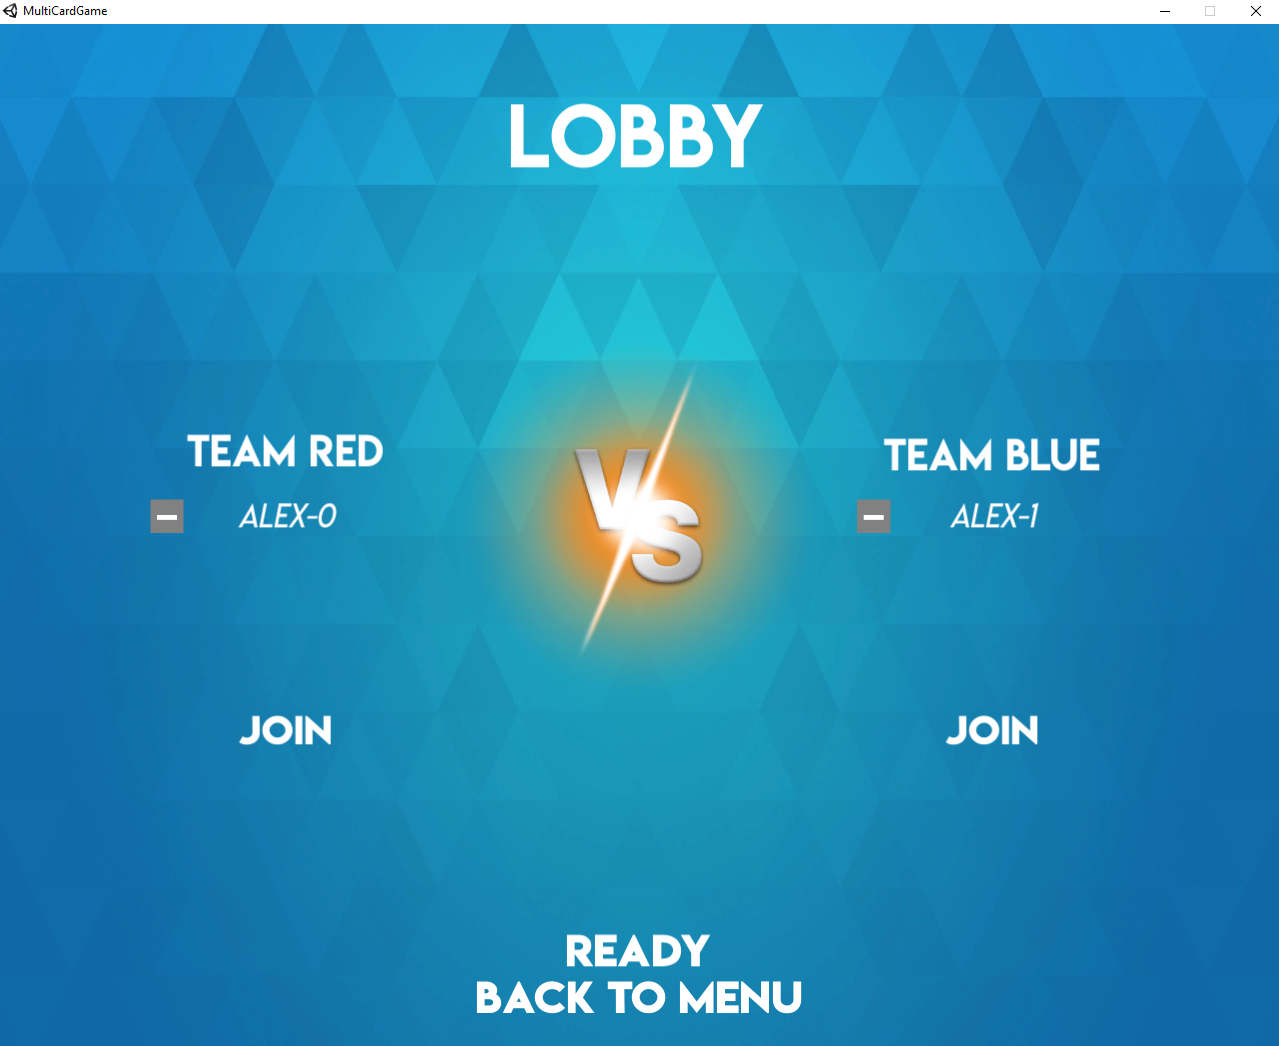 MultiCardGame
LOBBY
TEAM RED
ALEX-0
JOIN
VS
TEAM BLUE
ALEX-1
JOIN
READY
BACK TO MENU